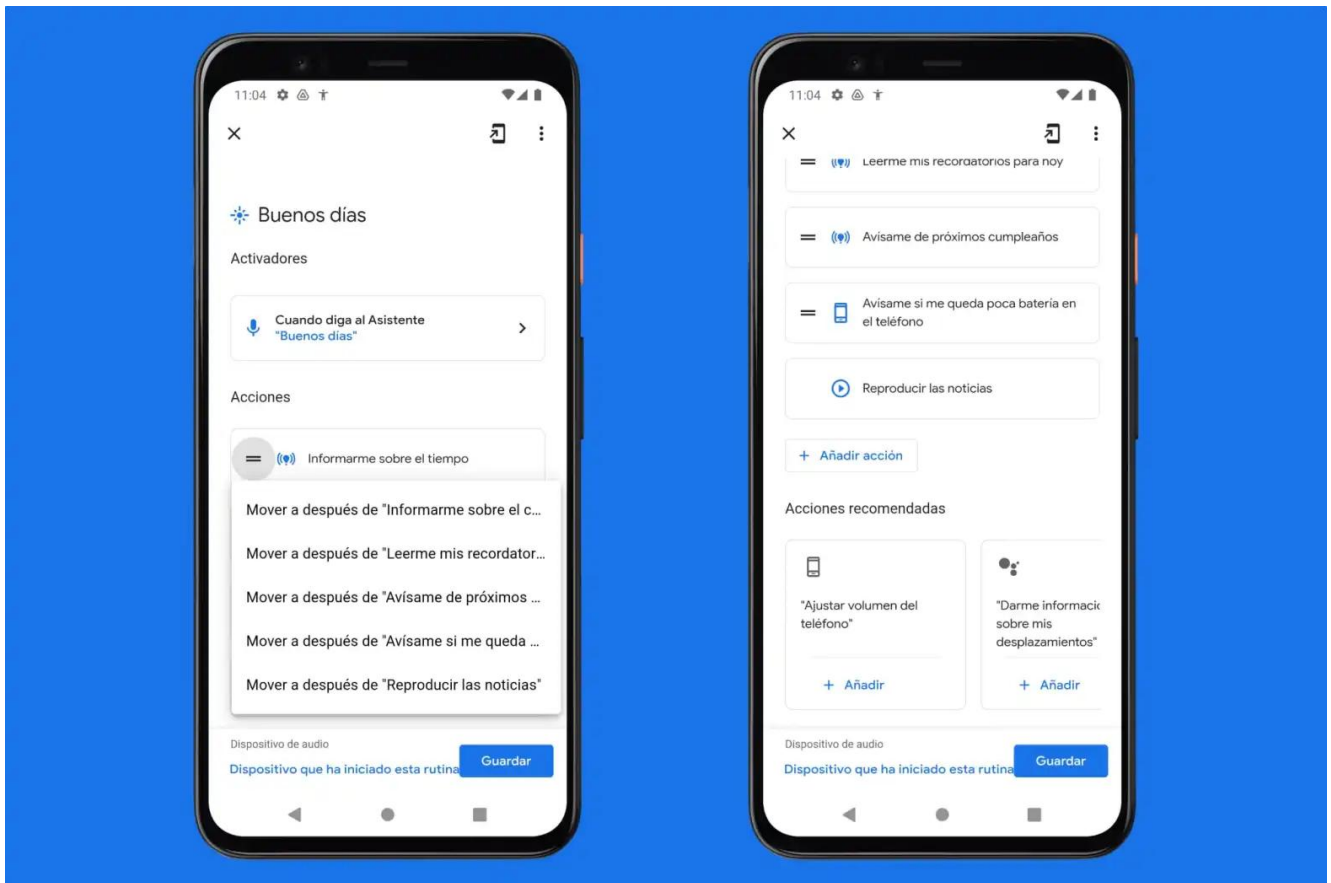 11:04
Buenos días
Activadores
Cuando diga al Asistente
"Buenos días"
Acciones
Informarme sobre el tiempo
Mover a después de "Informarme sobre el c...
Mover a después de "Leerme mis recordator...
Mover a después de "Avísame de próximos ...
Mover a después de "Avísame si me queda ...
Mover a después de "Reproducir las noticias"
Dispositivo de audio
Dispositivo que ha iniciado esta rutina
Guardar
11:04
Leerme mis recordatorios para hoy
Avísame de próximos cumpleaños
Avísame si me queda poca batería en
el teléfono
Reproducir las noticias
+ Añadir acción
Acciones recomendadas
"Ajustar volumen del
teléfono"
+ Añadir
"Darme informacic
sobre mis
desplazamientos"
+ Añadir
Dispositivo de audio
Dispositivo que ha iniciado esta rutina
Guardar